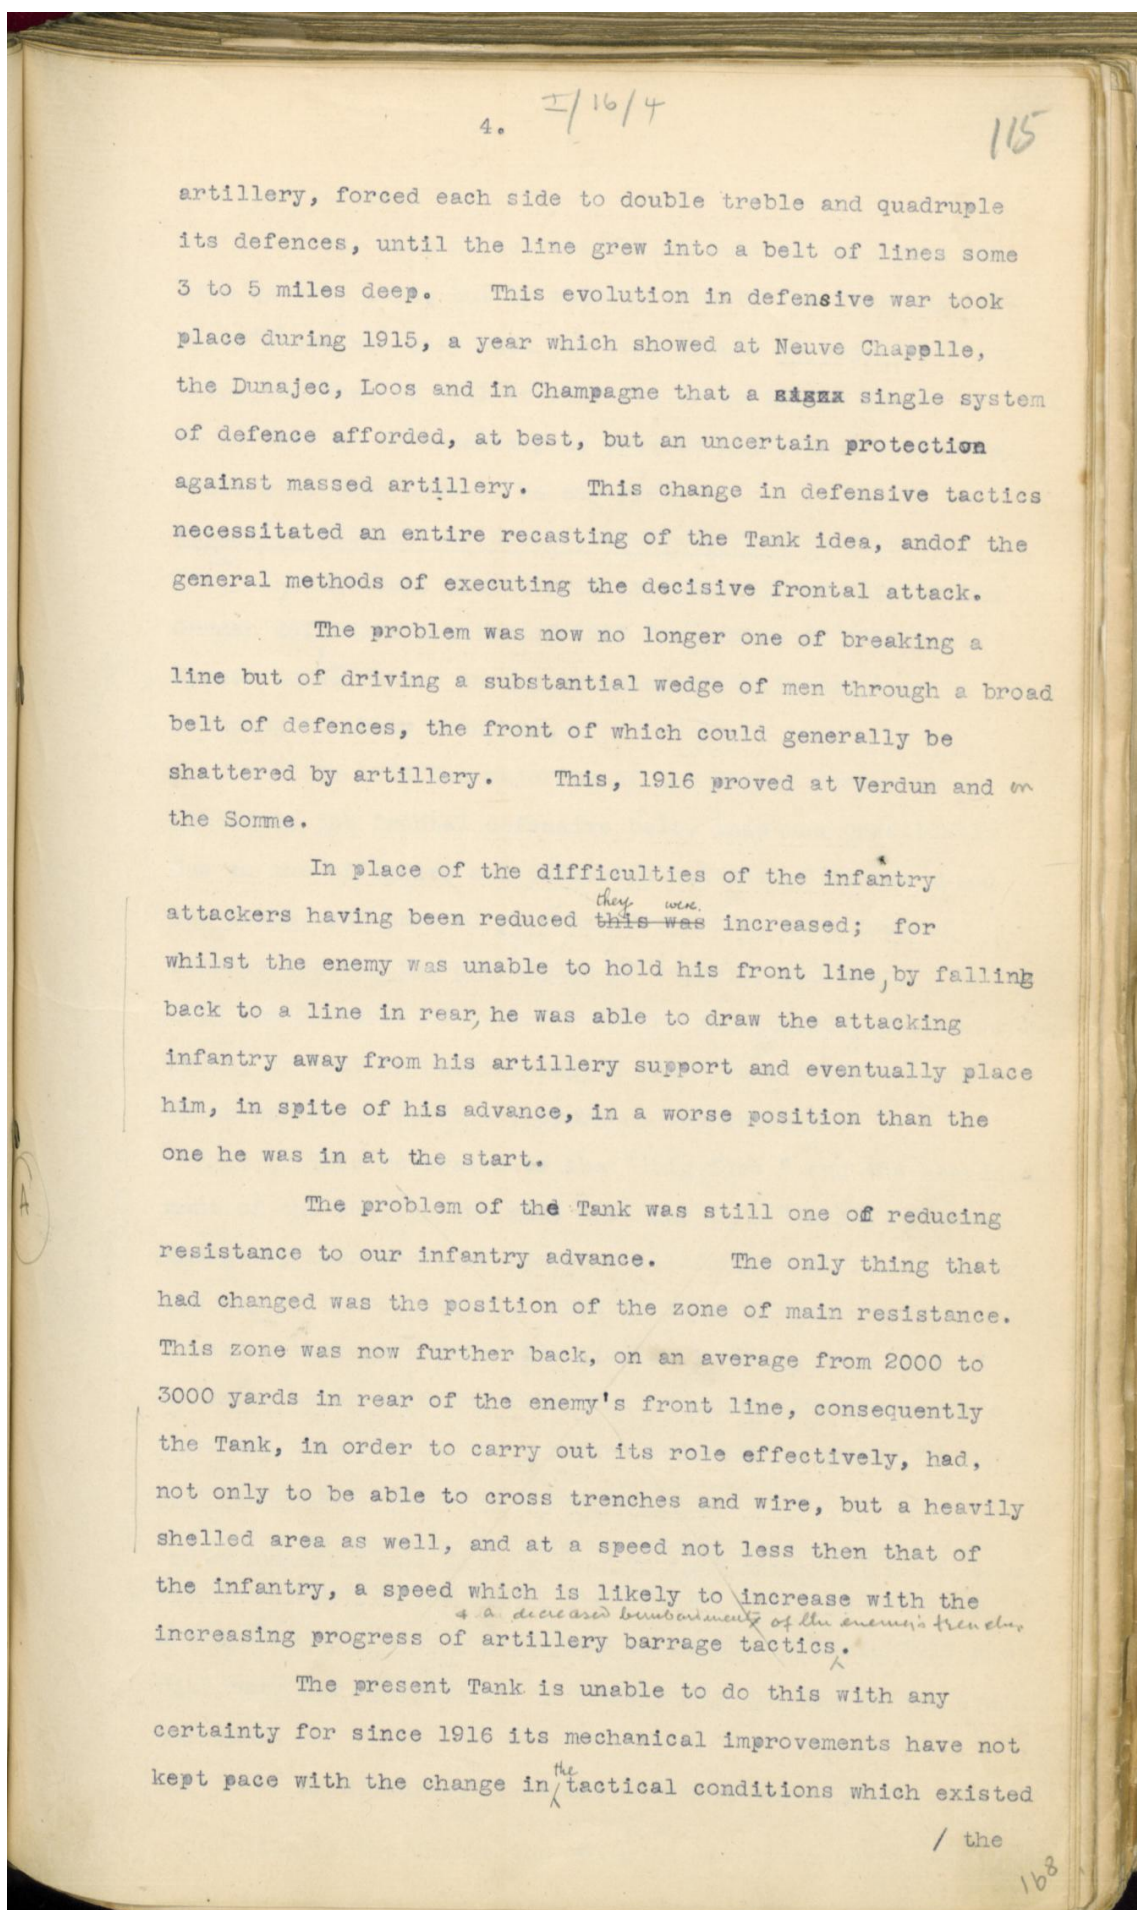 I/16/4
4.
115
artillery, forced each side to double treble and quadruple
its defences, until the line grew into a belt of lines some
3 to 5 miles deep. This evolution in defensive war took
place during 1915, a year which showed at Neuve Chapplle,
the Dunajec, Loos and in Champagne that a single system
of defence afforded, at best, but an uncertain protection
against massed artillery. This change in defensive tactics
necessitated an entire recasting of the Tank idea, andof the
general methods of executing the decisive frontal attack.
The problem was now no longer one of breaking a
line but of driving a substantial wedge of men through a broad
belt of defences, the front of which could generally be
shattered by artillery. This, 1916 proved at Verdun and on
the Somme.
In place of the difficulties of the infantry
they were
attackers having been reduced this was increased; for
whilst the enemy was unable to hold his front line, by falling
back to a line in rear, he was able to draw the attacking
infantry away from his artillery support and eventually place
him, in spite of his advance, in a worse position than the
one he was in at the start.
A
The problem of the Tank was still one of reducing
resistance to our infantry advance. The only thing that
had changed was the position of the zone of main resistance.
This zone was now further back, on an average from 2000 to
3000 yards in rear of the enemy's front line, consequently
the Tank, in order to carry out its role effectively, had,
not only to be able to cross trenches and wire, but a heavily
shelled area as well, and at a speed not less then that of
the infantry, a speed which is likely to increase with the
& a decreased bombardment of the enemy's trenches
increasing progress of artillery barrage tactics.
The present Tank is unable to do this with any
certainty for since 1916 its mechanical improvements have not
the
kept pace with the change in tactical conditions which existed
/ the
168